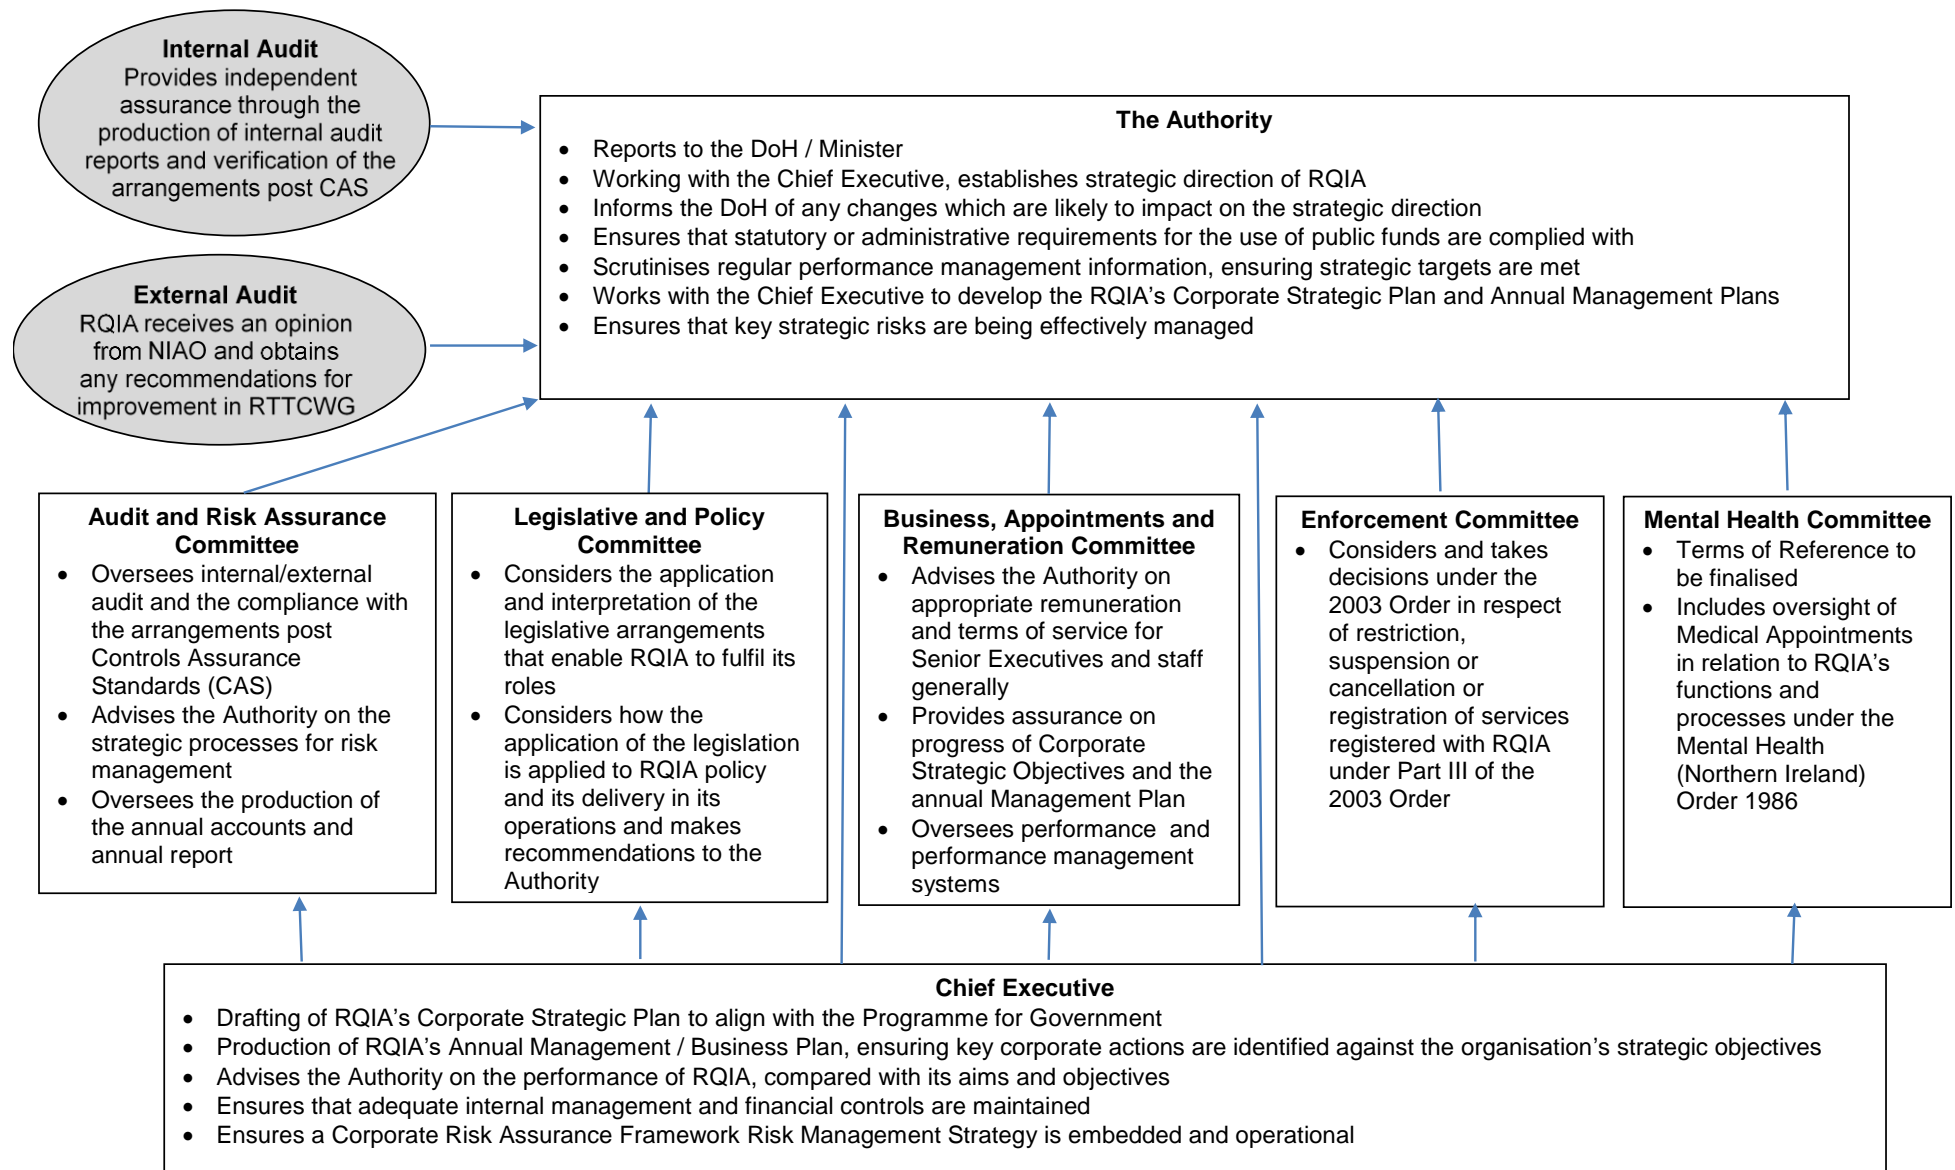 Internal Audit
Provides independent
assurance through the
production of internal audit
reports and verification of the
arrangements post CAS
External Audit
RQIA receives an opinion
from NIAO and obtains
any recommendations for
improvement in RTTCWG
The Authority
• Reports to the DoH / Minister
• Working with the Chief Executive, establishes strategic direction of RQIA
• Informs the DoH of any changes which are likely to impact on the strategic direction
• Ensures that statutory or administrative requirements for the use of public funds are complied with
• Scrutinises regular performance management information, ensuring strategic targets are met
• Works with the Chief Executive to develop the RQIA’s Corporate Strategic Plan and Annual Management Plans
• Ensures that key strategic risks are being effectively managed
Audit and Risk Assurance
Committee
• Oversees internal/external
audit and the compliance with
the arrangements post
Controls Assurance
Standards (CAS)
• Advises the Authority on the
strategic processes for risk
management
• Oversees the production of
the annual accounts and
annual report
Legislative and Policy
Committee
• Considers the application
and interpretation of the
legislative arrangements
that enable RQIA to fulfil its
roles
• Considers how the
application of the legislation
is applied to RQIA policy
and its delivery in its
operations and makes
recommendations to the
Authority
Business, Appointments and
Remuneration Committee
• Advises the Authority on
appropriate remuneration
and terms of service for
Senior Executives and staff
generally
• Provides assurance on
progress of Corporate
Strategic Objectives and the
annual Management Plan
• Oversees performance and
performance management
systems
Enforcement Committee
• Considers and takes
decisions under the
2003 Order in respect
of restriction,
suspension or
cancellation or
registration of services
registered with RQIA
under Part III of the
2003 Order
Mental Health Committee
• Terms of Reference to
be finalised
• Includes oversight of
Medical Appointments
in relation to RQIA’s
functions and
processes under the
Mental Health
(Northern Ireland)
Order 1986
Chief Executive
• Drafting of RQIA’s Corporate Strategic Plan to align with the Programme for Government
• Production of RQIA’s Annual Management / Business Plan, ensuring key corporate actions are identified against the organisation’s strategic objectives
• Advises the Authority on the performance of RQIA, compared with its aims and objectives
• Ensures that adequate internal management and financial controls are maintained
• Ensures a Corporate Risk Assurance Framework Risk Management Strategy is embedded and operational